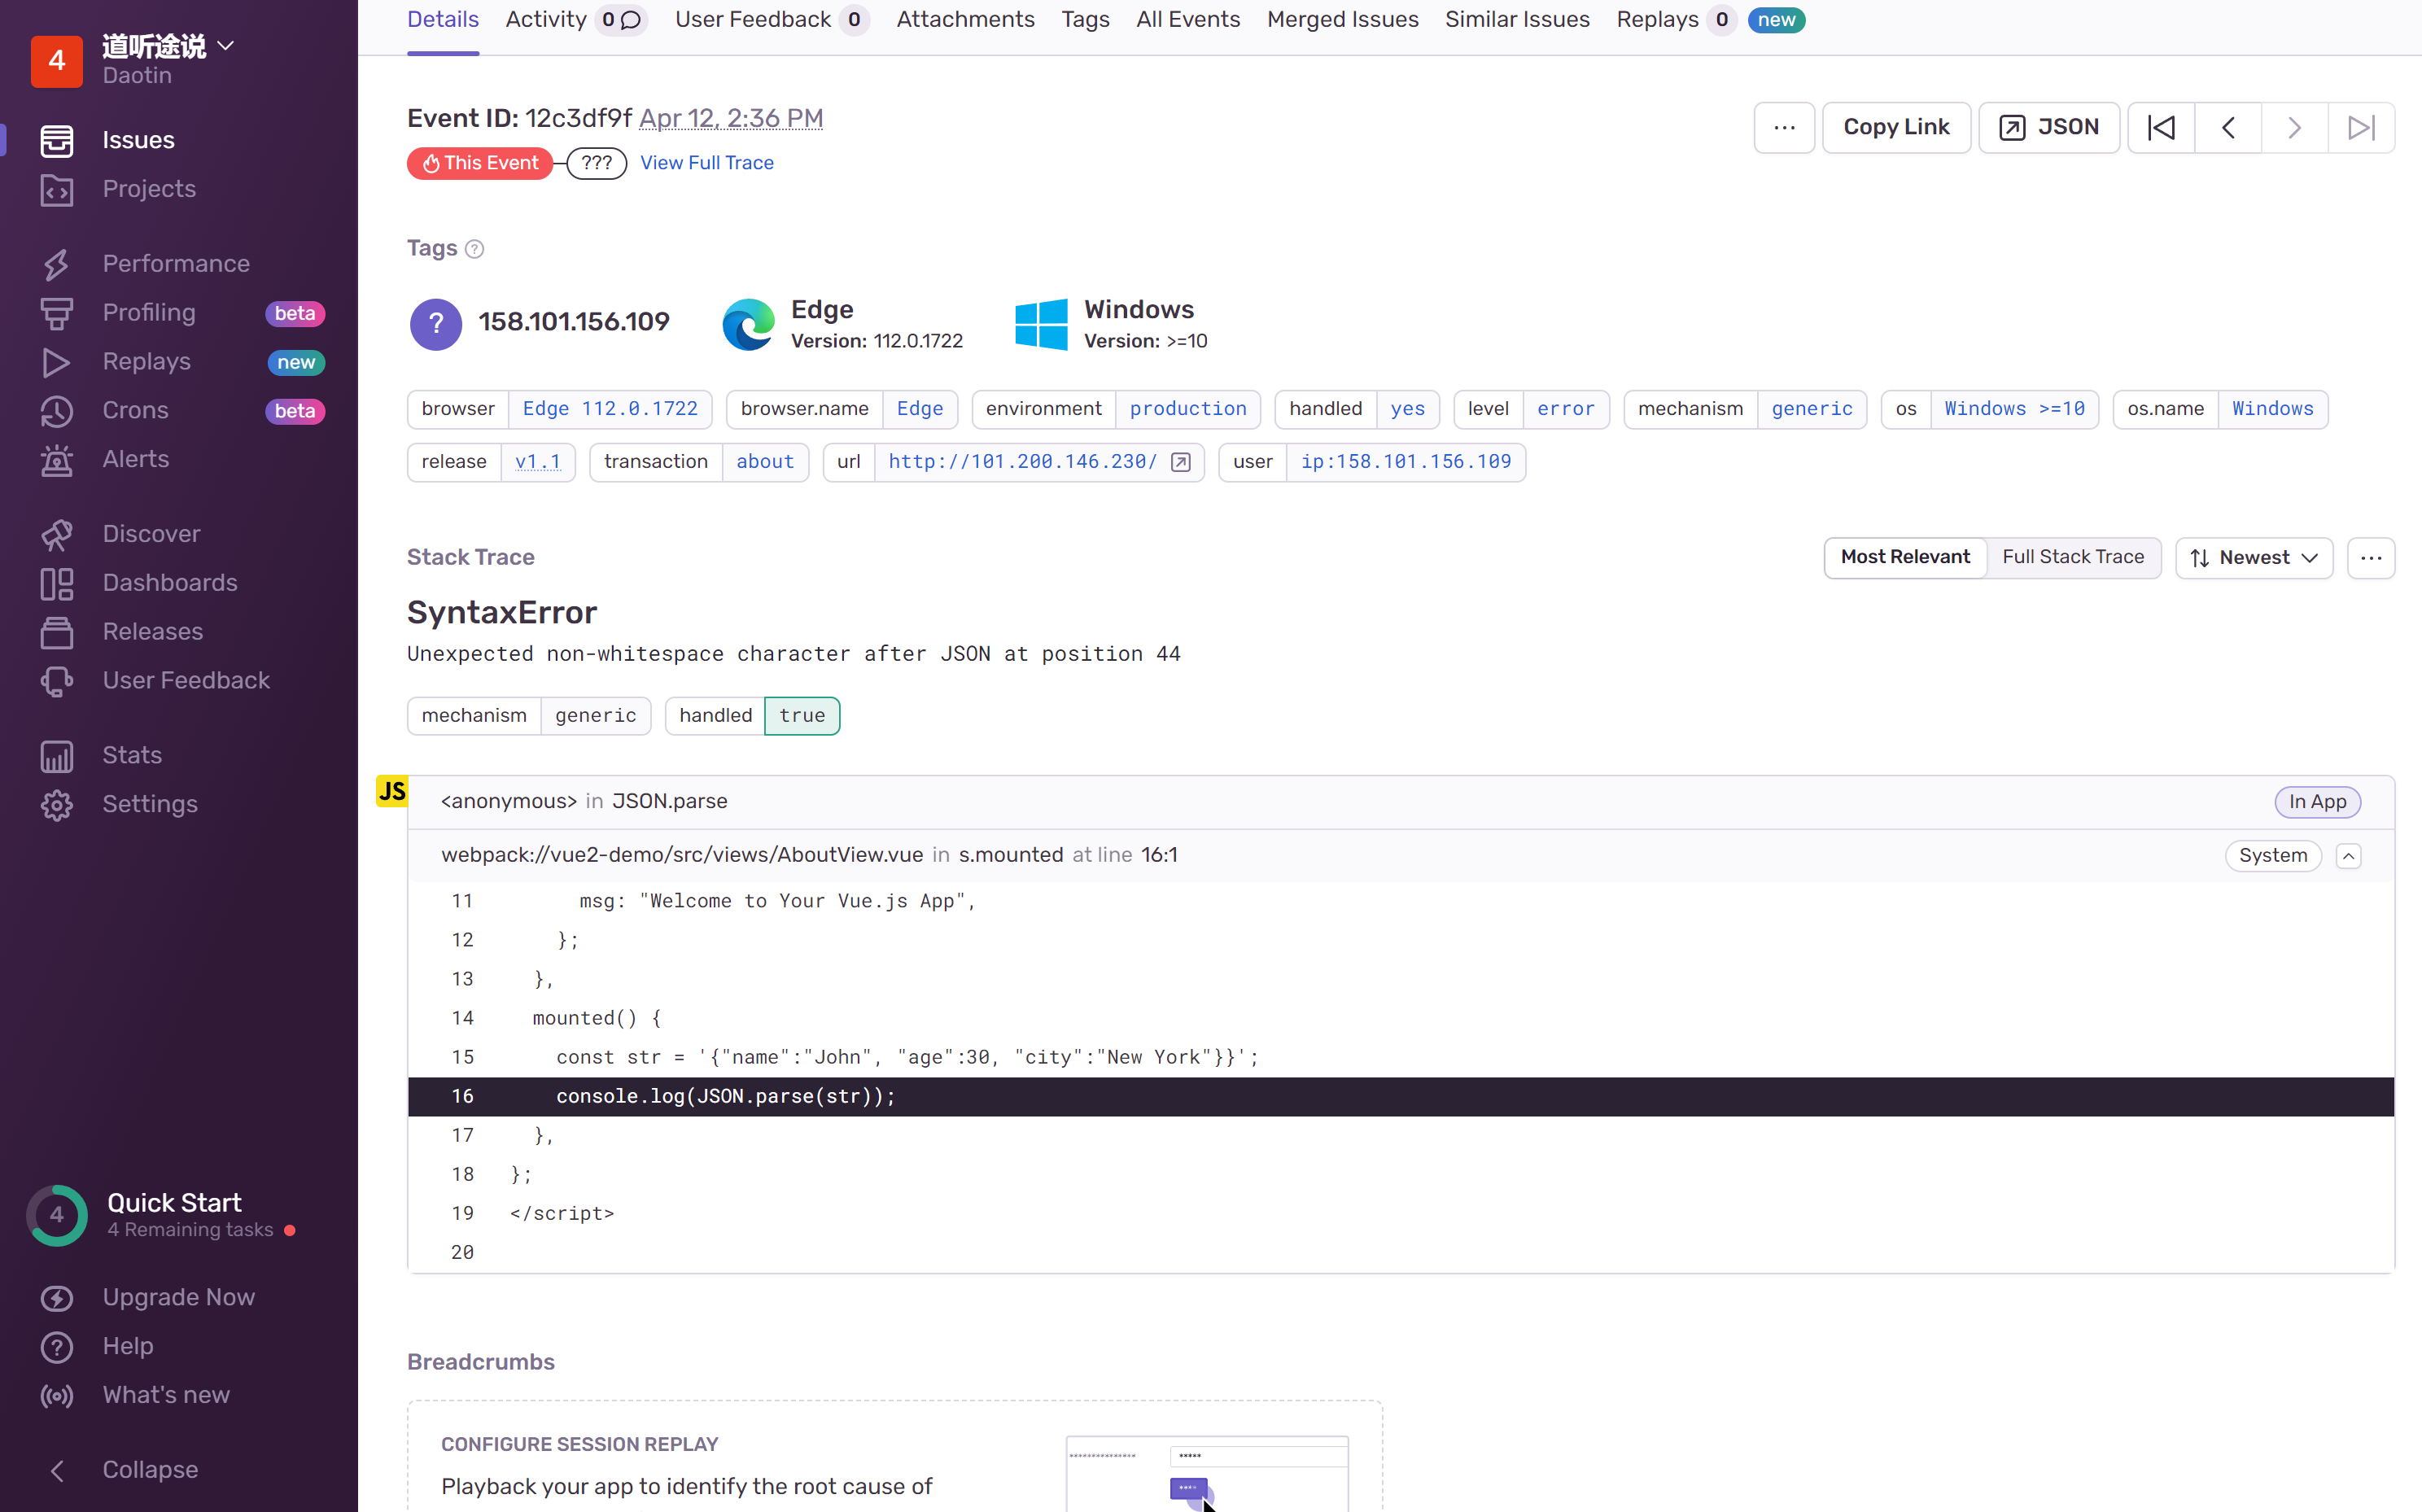 4
道听途说
Daotin
Issues
Projects
Performance
Profiling beta
Replays new
Crons beta
Alerts
Discover
Dashboards
Releases
User Feedback
Stats
Settings
4
Quick Start
4 Remaining tasks
Upgrade Now
Help
What's new
Collapse
Details Activity 0 User Feedback 0 Attachments Tags All Events Merged Issues Similar Issues Replays 0 new
Event ID: 12c3df9f Apr 12, 2:36 PM
··· Copy Link JSON
This Event ??? View Full Trace
Tags ?
? 158.101.156.109
Edge
Version: 112.0.1722
Windows
Version: >=10
browser Edge 112.0.1722 browser.name Edge environment production handled yes level error mechanism generic os Windows >=10 os.name Windows
release v1.1 transaction about url http://101.200.146.230/ user ip:158.101.156.109
Stack Trace
Most Relevant Full Stack Trace Newest ···
SyntaxError
Unexpected non-whitespace character after JSON at position 44
mechanism generic handled true
JS
<anonymous> in JSON.parse In App
webpack://vue2-demo/src/views/AboutView.vue in s.mounted at line 16:1 System
11 msg: "Welcome to Your Vue.js App",
12 };
13 },
14 mounted() {
15 const str = '{"name":"John", "age":30, "city":"New York"}}';
16 console.log(JSON.parse(str));
17 },
18 };
19 </script>
20
Breadcrumbs
CONFIGURE SESSION REPLAY
Playback your app to identify the root cause of